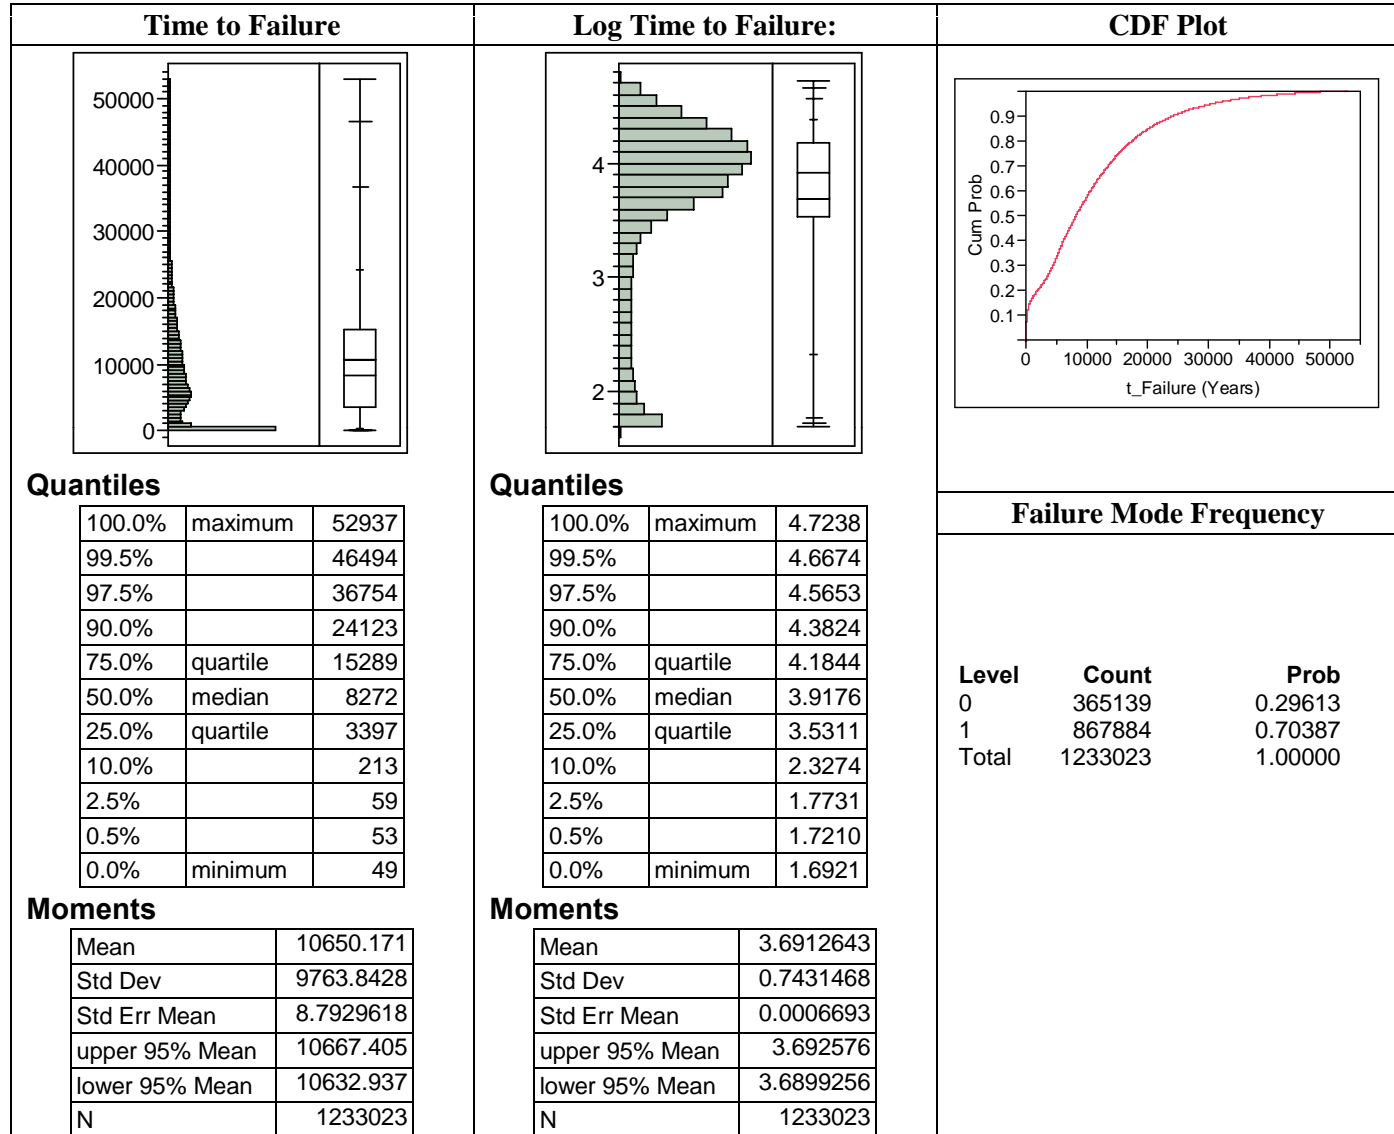 Time to Failure
50000
40000
30000
20000
10000
0
Quantiles
100.0% maximum 52937
99.5% 46494
97.5% 36754
90.0% 24123
75.0% quartile 15289
50.0% median 8272
25.0% quartile 3397
10.0% 213
2.5% 59
0.5% 53
0.0% minimum 49
Moments
Mean 10650.171
Std Dev 9763.8428
Std Err Mean 8.7929618
upper 95% Mean 10667.405
lower 95% Mean 10632.937
N 1233023
Log Time to Failure:
4
3
2
Quantiles
100.0% maximum 4.7238
99.5% 4.6674
97.5% 4.5653
90.0% 4.3824
75.0% quartile 4.1844
50.0% median 3.9176
25.0% quartile 3.5311
10.0% 2.3274
2.5% 1.7731
0.5% 1.7210
0.0% minimum 1.6921
Moments
Mean 3.6912643
Std Dev 0.7431468
Std Err Mean 0.0006693
upper 95% Mean 3.692576
lower 95% Mean 3.6899256
N 1233023
CDF Plot
Cum Prob
0.9
0.8
0.7
0.6
0.5
0.4
0.3
0.2
0.1
0 10000 20000 30000 40000 50000
t_Failure (Years)
Failure Mode Frequency
Level Count Prob
0 365139 0.29613
1 867884 0.70387
Total 1233023 1.00000